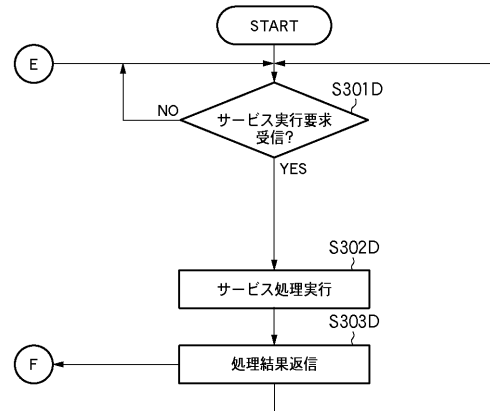 START
E
S301D
NO
サービス実行要求
受信?
YES
S302D
サービス処理実行
S303D
F
処理結果返信